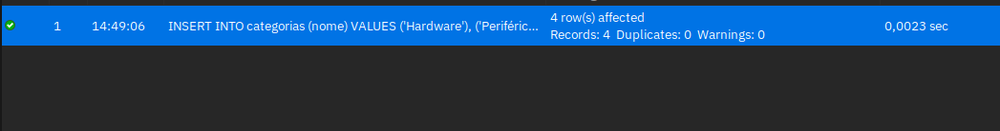 1 14:49:06 INSERT INTO categorias (nome) VALUES ('Hardware'), ('Periféric... 4 row(s) affected 0,0023 sec
Records: 4 Duplicates: 0 Warnings: 0